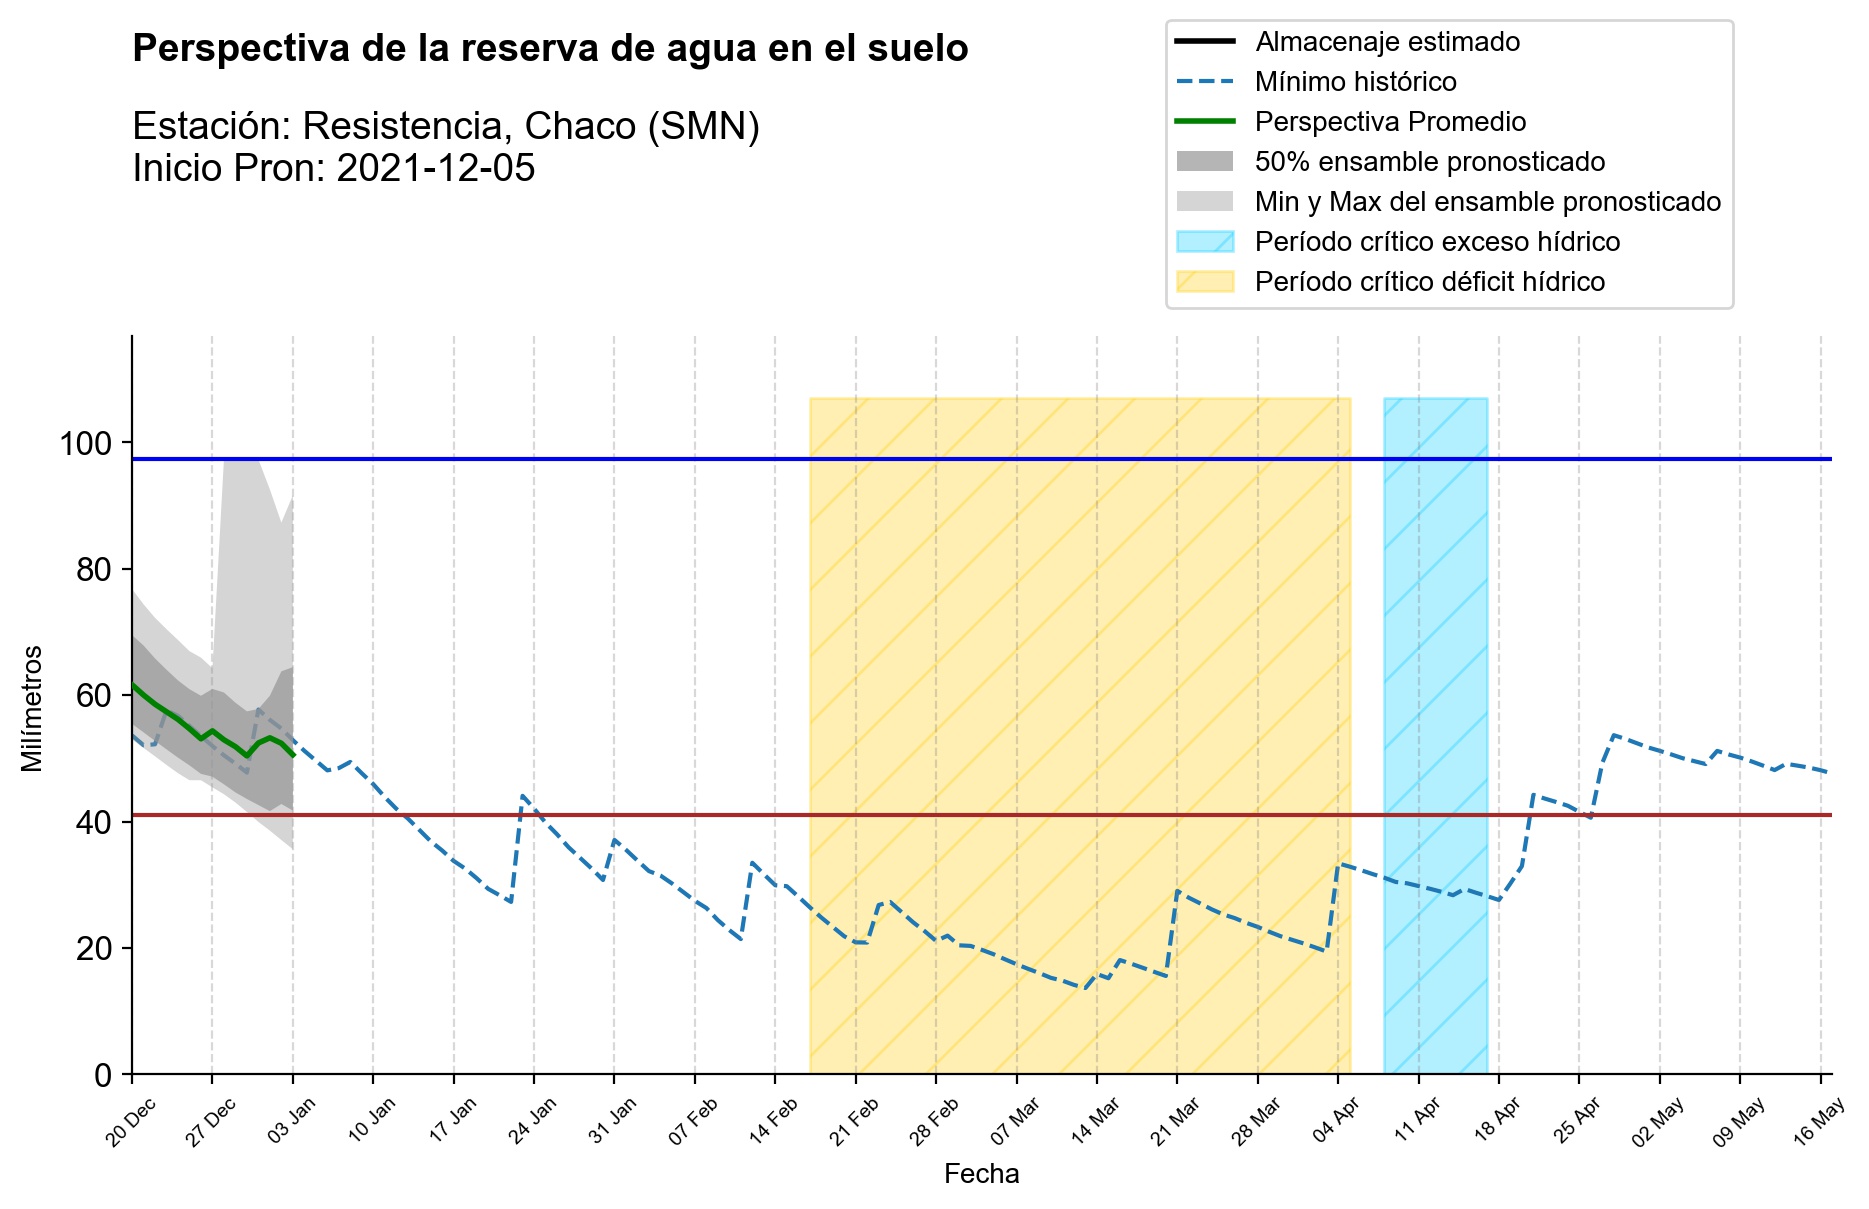 Perspectiva de la reserva de agua en el suelo
Estación: Resistencia, Chaco (SMN)
Inicio Pron: 2021-12-05
Almacenaje estimado
Mínimo histórico
Perspectiva Promedio
50% ensamble pronosticado
Min y Max del ensamble pronosticado
Período crítico exceso hídrico
Período crítico déficit hídrico
Milímetros
100
80
60
40
20
0
20 Dec
27 Dec
03 Jan
10 Jan
17 Jan
24 Jan
31 Jan
07 Feb
14 Feb
21 Feb
28 Feb
07 Mar
14 Mar
21 Mar
28 Mar
04 Apr
11 Apr
18 Apr
25 Apr
02 May
09 May
16 May
Fecha